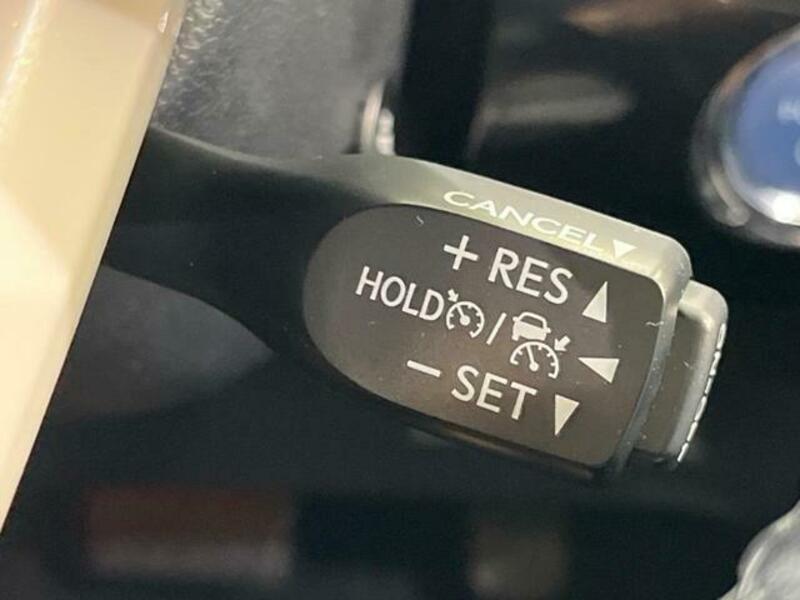 CANCEL▼
+ RES ▲
HOLD / ◀
− SET ▼